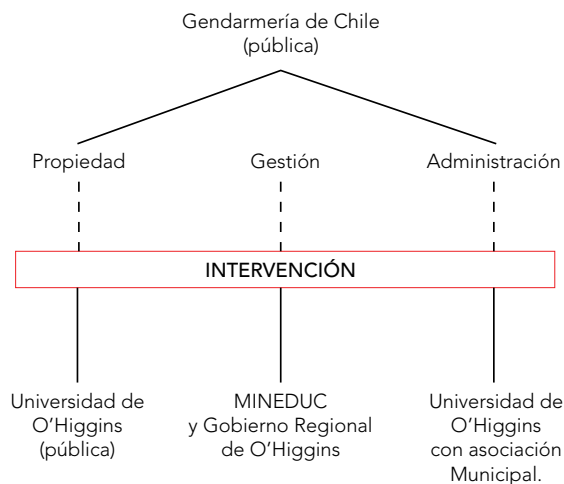 Gendarmería de Chile
(pública)
Propiedad
Gestión
Administración
INTERVENCIÓN
Universidad de
O’Higgins
(pública)
MINEDUC
y Gobierno Regional
de O’Higgins
Universidad de
O’Higgins
con asociación
Municipal.